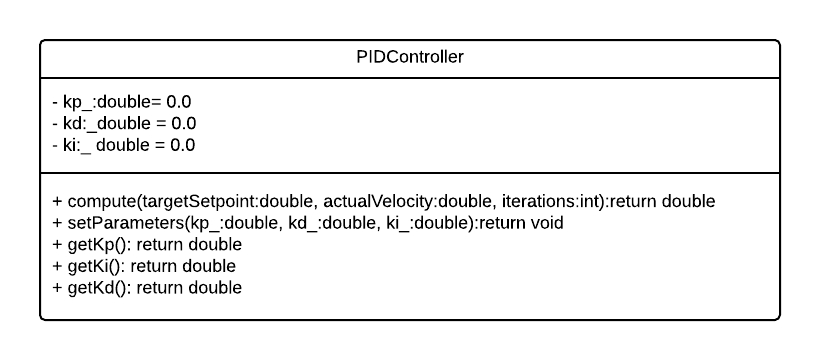 PIDController
- kp_:double= 0.0
- kd:_double = 0.0
- ki:_ double = 0.0
+ compute(targetSetpoint:double, actualVelocity:double, iterations:int):return double
+ setParameters(kp_:double, kd_:double, ki_:double):return void
+ getKp(): return double
+ getKi(): return double
+ getKd(): return double